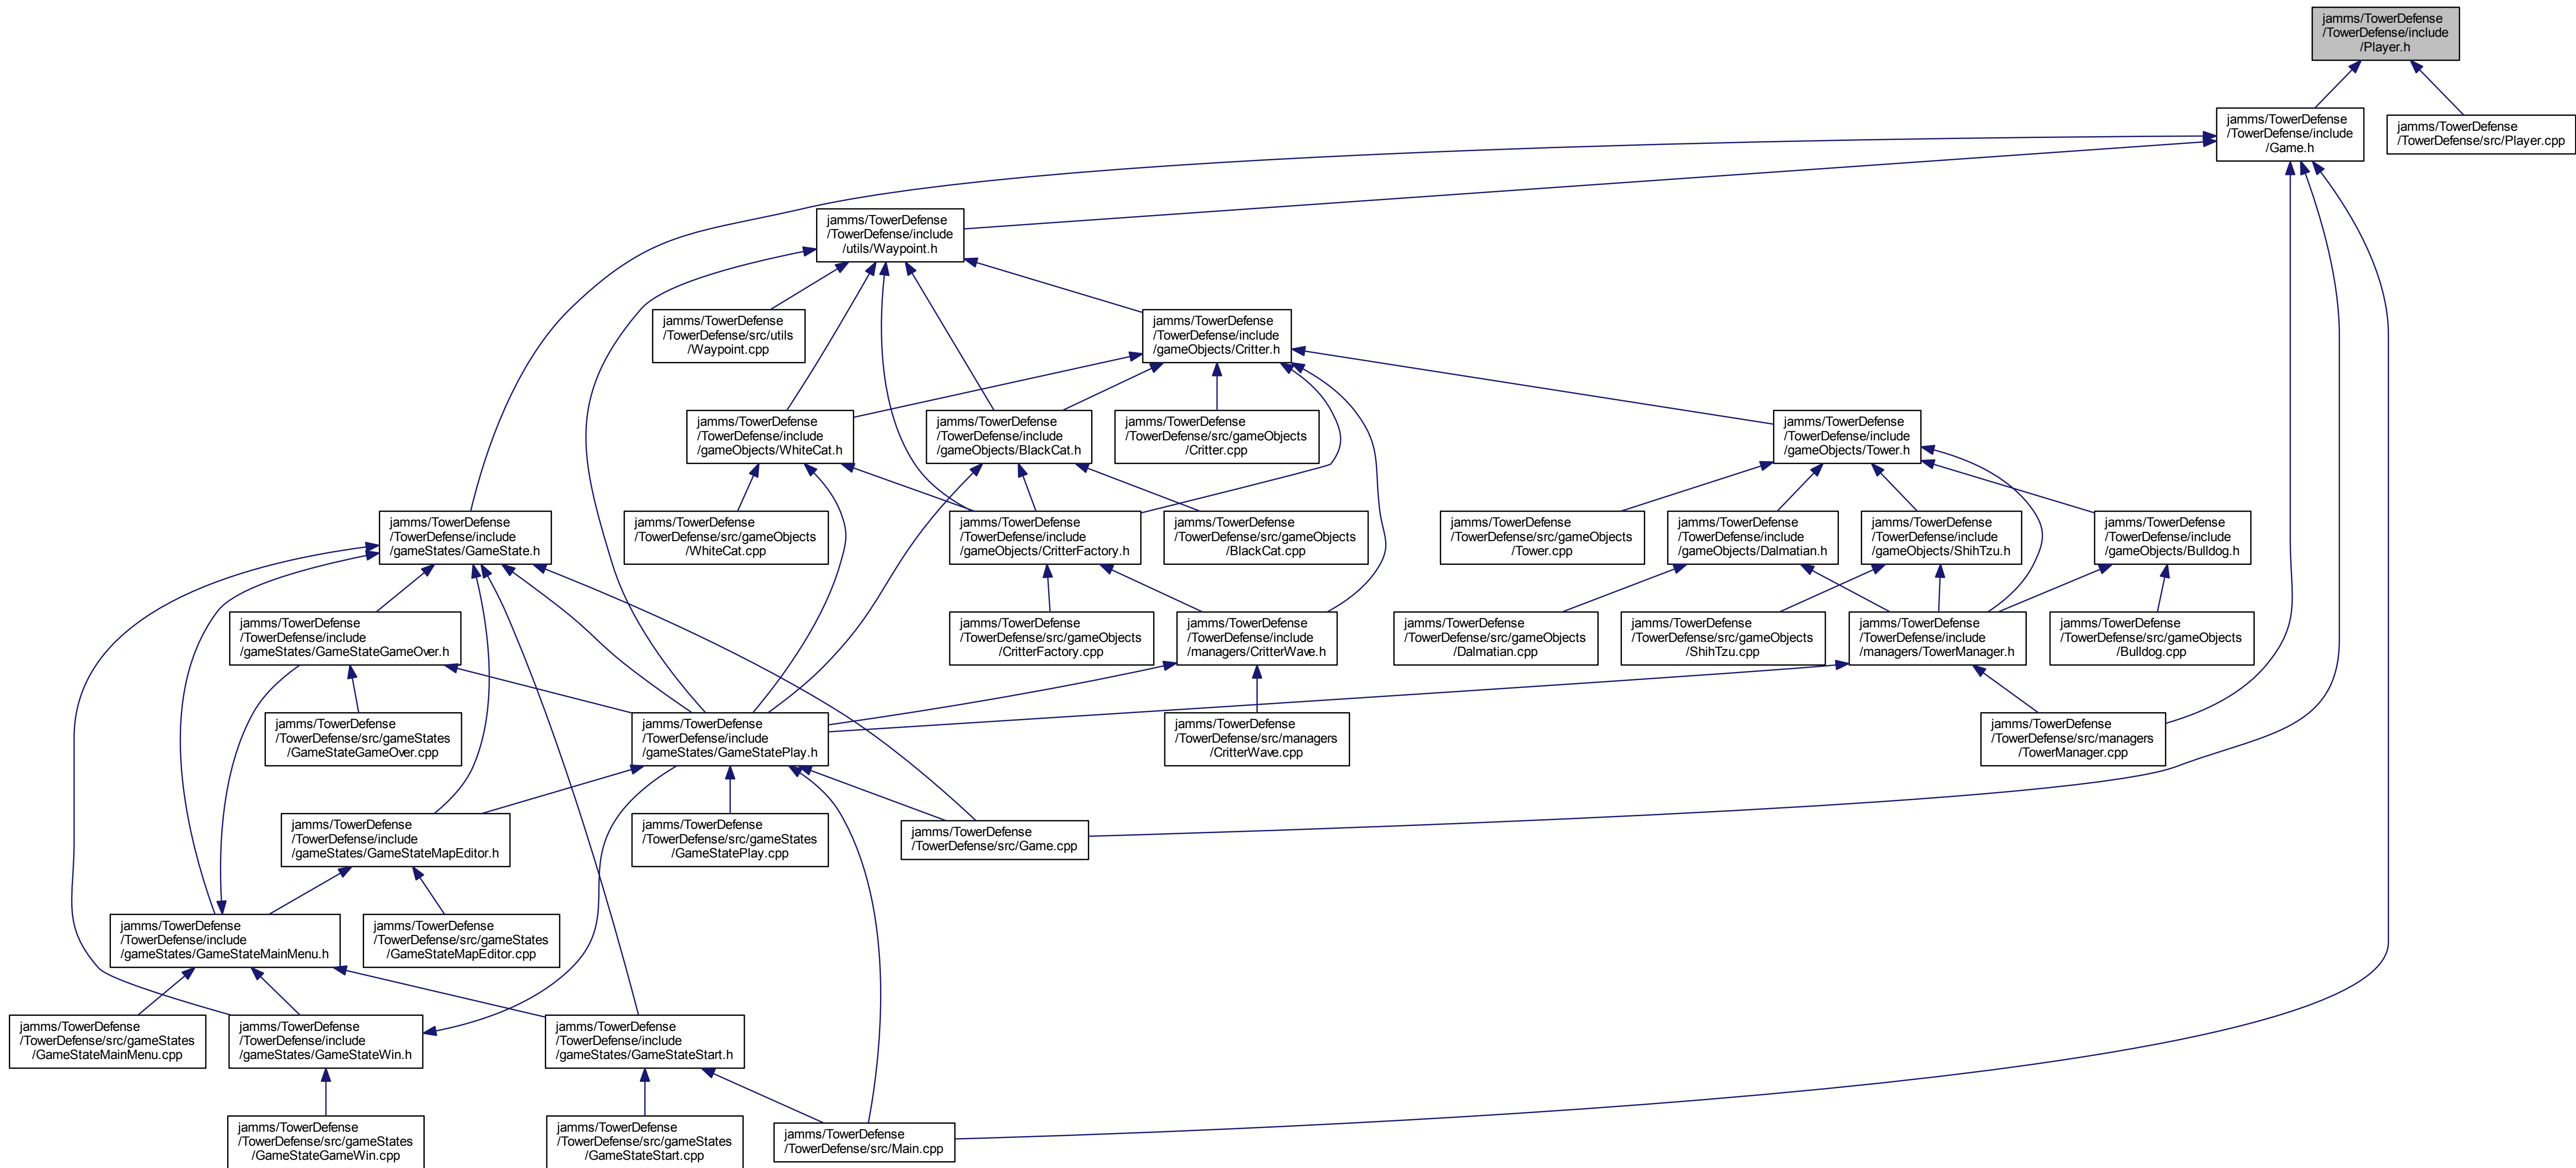 jamms/TowerDefense
/TowerDefense/include
/Player.h
jamms/TowerDefense
/TowerDefense/include
/Game.h
jamms/TowerDefense
/TowerDefense/src/Player.cpp
jamms/TowerDefense
/TowerDefense/include
/utils/Waypoint.h
jamms/TowerDefense
/TowerDefense/src/utils
/Waypoint.cpp
jamms/TowerDefense
/TowerDefense/include
/gameObjects/Critter.h
jamms/TowerDefense
/TowerDefense/include
/gameObjects/WhiteCat.h
jamms/TowerDefense
/TowerDefense/include
/gameObjects/BlackCat.h
jamms/TowerDefense
/TowerDefense/src/gameObjects
/Critter.cpp
jamms/TowerDefense
/TowerDefense/include
/gameObjects/Tower.h
jamms/TowerDefense
/TowerDefense/include
/gameStates/GameState.h
jamms/TowerDefense
/TowerDefense/src/gameObjects
/WhiteCat.cpp
jamms/TowerDefense
/TowerDefense/include
/gameObjects/CritterFactory.h
jamms/TowerDefense
/TowerDefense/src/gameObjects
/BlackCat.cpp
jamms/TowerDefense
/TowerDefense/src/gameObjects
/Tower.cpp
jamms/TowerDefense
/TowerDefense/include
/gameObjects/Dalmatian.h
jamms/TowerDefense
/TowerDefense/include
/gameObjects/ShihTzu.h
jamms/TowerDefense
/TowerDefense/include
/gameObjects/Bulldog.h
jamms/TowerDefense
/TowerDefense/include
/gameStates/GameStateGameOver.h
jamms/TowerDefense
/TowerDefense/src/gameObjects
/CritterFactory.cpp
jamms/TowerDefense
/TowerDefense/include
/managers/CritterWave.h
jamms/TowerDefense
/TowerDefense/src/gameObjects
/Dalmatian.cpp
jamms/TowerDefense
/TowerDefense/src/gameObjects
/ShihTzu.cpp
jamms/TowerDefense
/TowerDefense/include
/managers/TowerManager.h
jamms/TowerDefense
/TowerDefense/src/gameObjects
/Bulldog.cpp
jamms/TowerDefense
/TowerDefense/src/gameStates
/GameStateGameOver.cpp
jamms/TowerDefense
/TowerDefense/include
/gameStates/GameStatePlay.h
jamms/TowerDefense
/TowerDefense/src/managers
/CritterWave.cpp
jamms/TowerDefense
/TowerDefense/src/managers
/TowerManager.cpp
jamms/TowerDefense
/TowerDefense/include
/gameStates/GameStateMapEditor.h
jamms/TowerDefense
/TowerDefense/src/gameStates
/GameStatePlay.cpp
jamms/TowerDefense
/TowerDefense/src/Game.cpp
jamms/TowerDefense
/TowerDefense/include
/gameStates/GameStateMainMenu.h
jamms/TowerDefense
/TowerDefense/src/gameStates
/GameStateMapEditor.cpp
jamms/TowerDefense
/TowerDefense/src/gameStates
/GameStateMainMenu.cpp
jamms/TowerDefense
/TowerDefense/include
/gameStates/GameStateWin.h
jamms/TowerDefense
/TowerDefense/include
/gameStates/GameStateStart.h
jamms/TowerDefense
/TowerDefense/src/gameStates
/GameStateGameWin.cpp
jamms/TowerDefense
/TowerDefense/src/gameStates
/GameStateStart.cpp
jamms/TowerDefense
/TowerDefense/src/Main.cpp